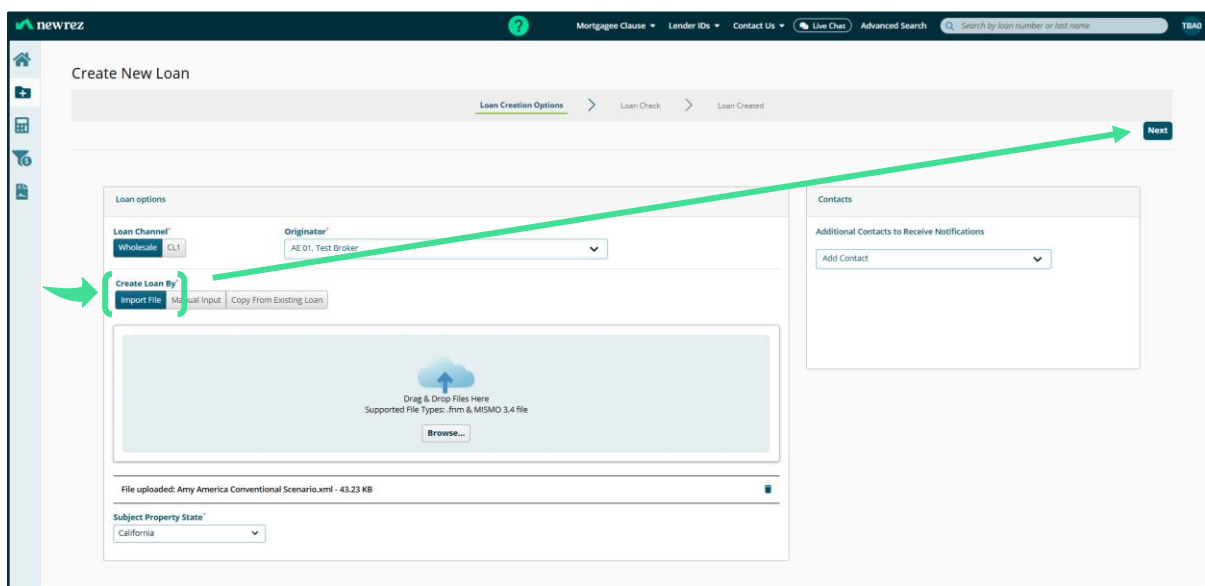 newrez
?
Mortgagee Clause Lender IDs Contact Us Live Chat Advanced Search Search by loan number or last name TBAO
Create New Loan
Loan Creation Options Loan Check Loan Created
Next
Loan options
Loan Channel*
Wholesale CL1
Originator*
AE 01, Test Broker
Create Loan By*
Import File Manual Input Copy From Existing Loan
Drag & Drop Files Here
Supported File Types: .fnm & MISMO 3.4 file
Browse...
File uploaded: Amy America Conventional Scenario.xml - 43.23 KB
Subject Property State*
California
Contacts
Additional Contacts to Receive Notifications
Add Contact